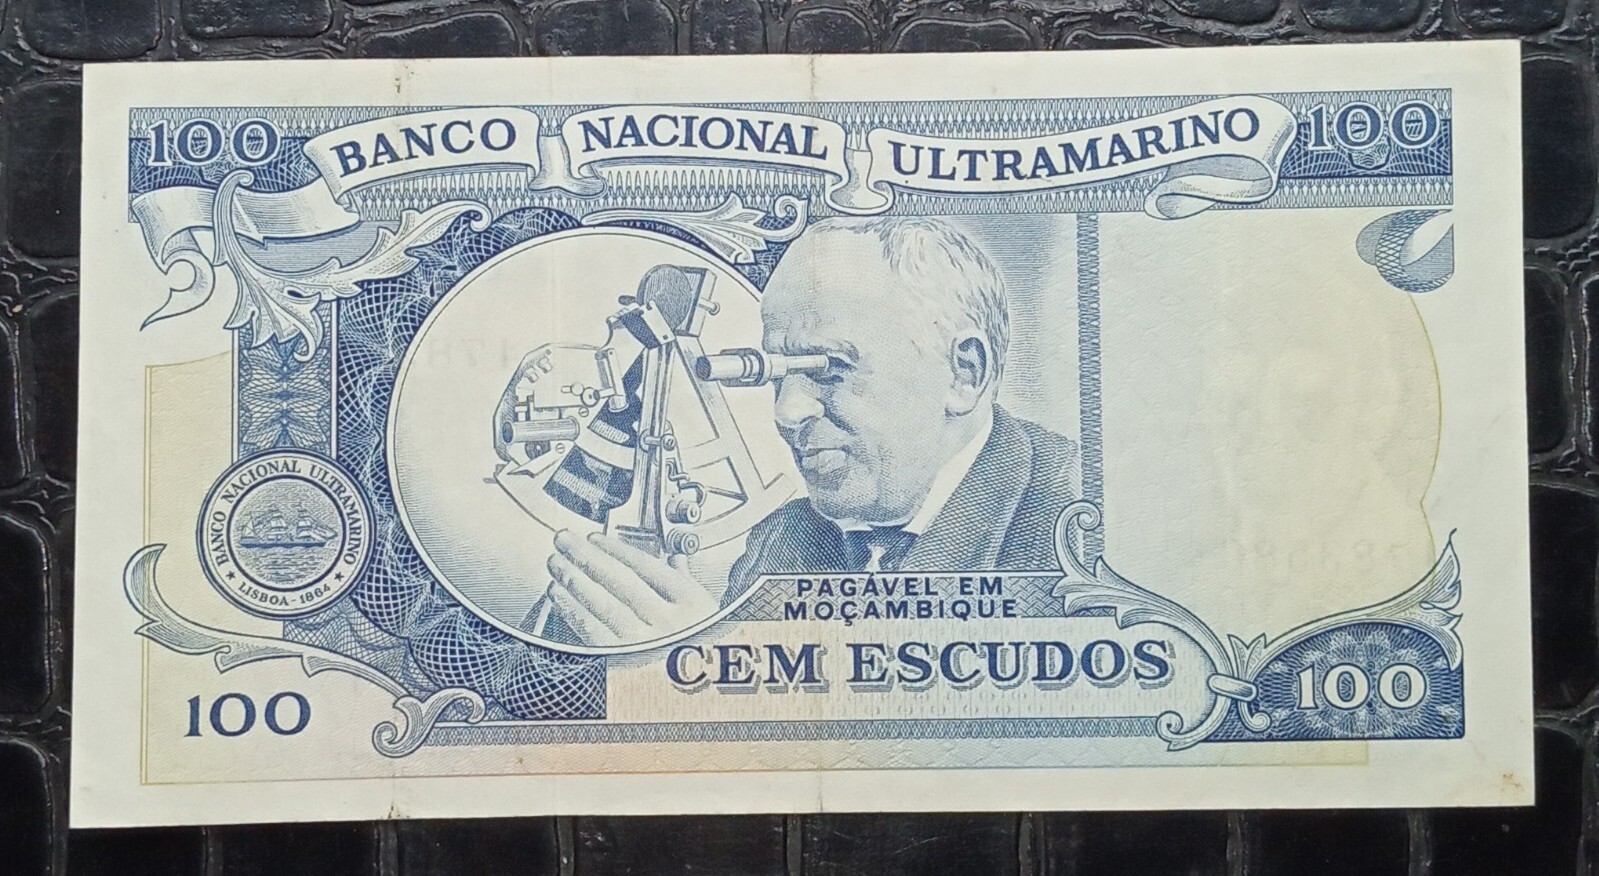 100 BANCO NACIONAL ULTRAMARINO 100
BANCO NACIONAL ULTRAMARINO
LISBOA - 1864
PAGÁVEL EM
MOÇAMBIQUE
CEM ESCUDOS
100
100